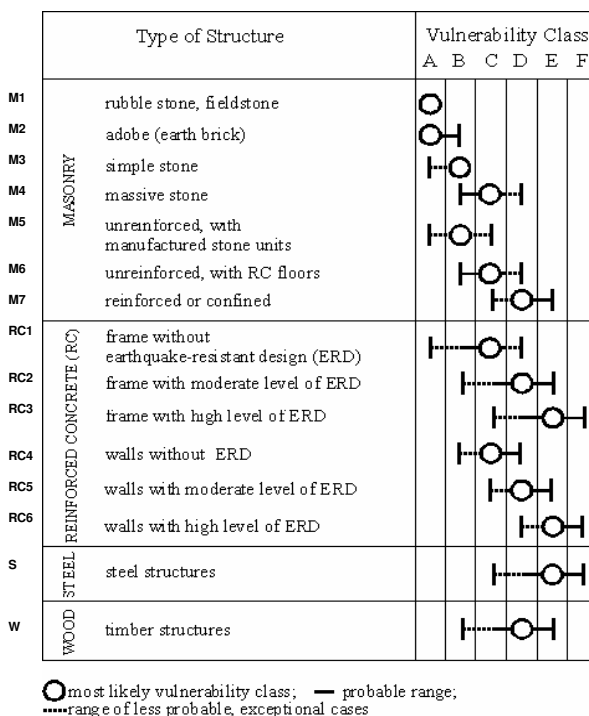 Type of Structure
Vulnerability Class
A B C D E F
MASONRY
M1 rubble stone, fieldstone
M2 adobe (earth brick)
M3 simple stone
M4 massive stone
M5 unreinforced, with
manufactured stone units
M6 unreinforced, with RC floors
M7 reinforced or confined
REINFORCED CONCRETE (RC)
RC1 frame without
earthquake-resistant design (ERD)
RC2 frame with moderate level of ERD
RC3 frame with high level of ERD
RC4 walls without ERD
RC5 walls with moderate level of ERD
RC6 walls with high level of ERD
STEEL
S steel structures
WOOD
W timber structures
most likely vulnerability class; probable range;
range of less probable, exceptional cases